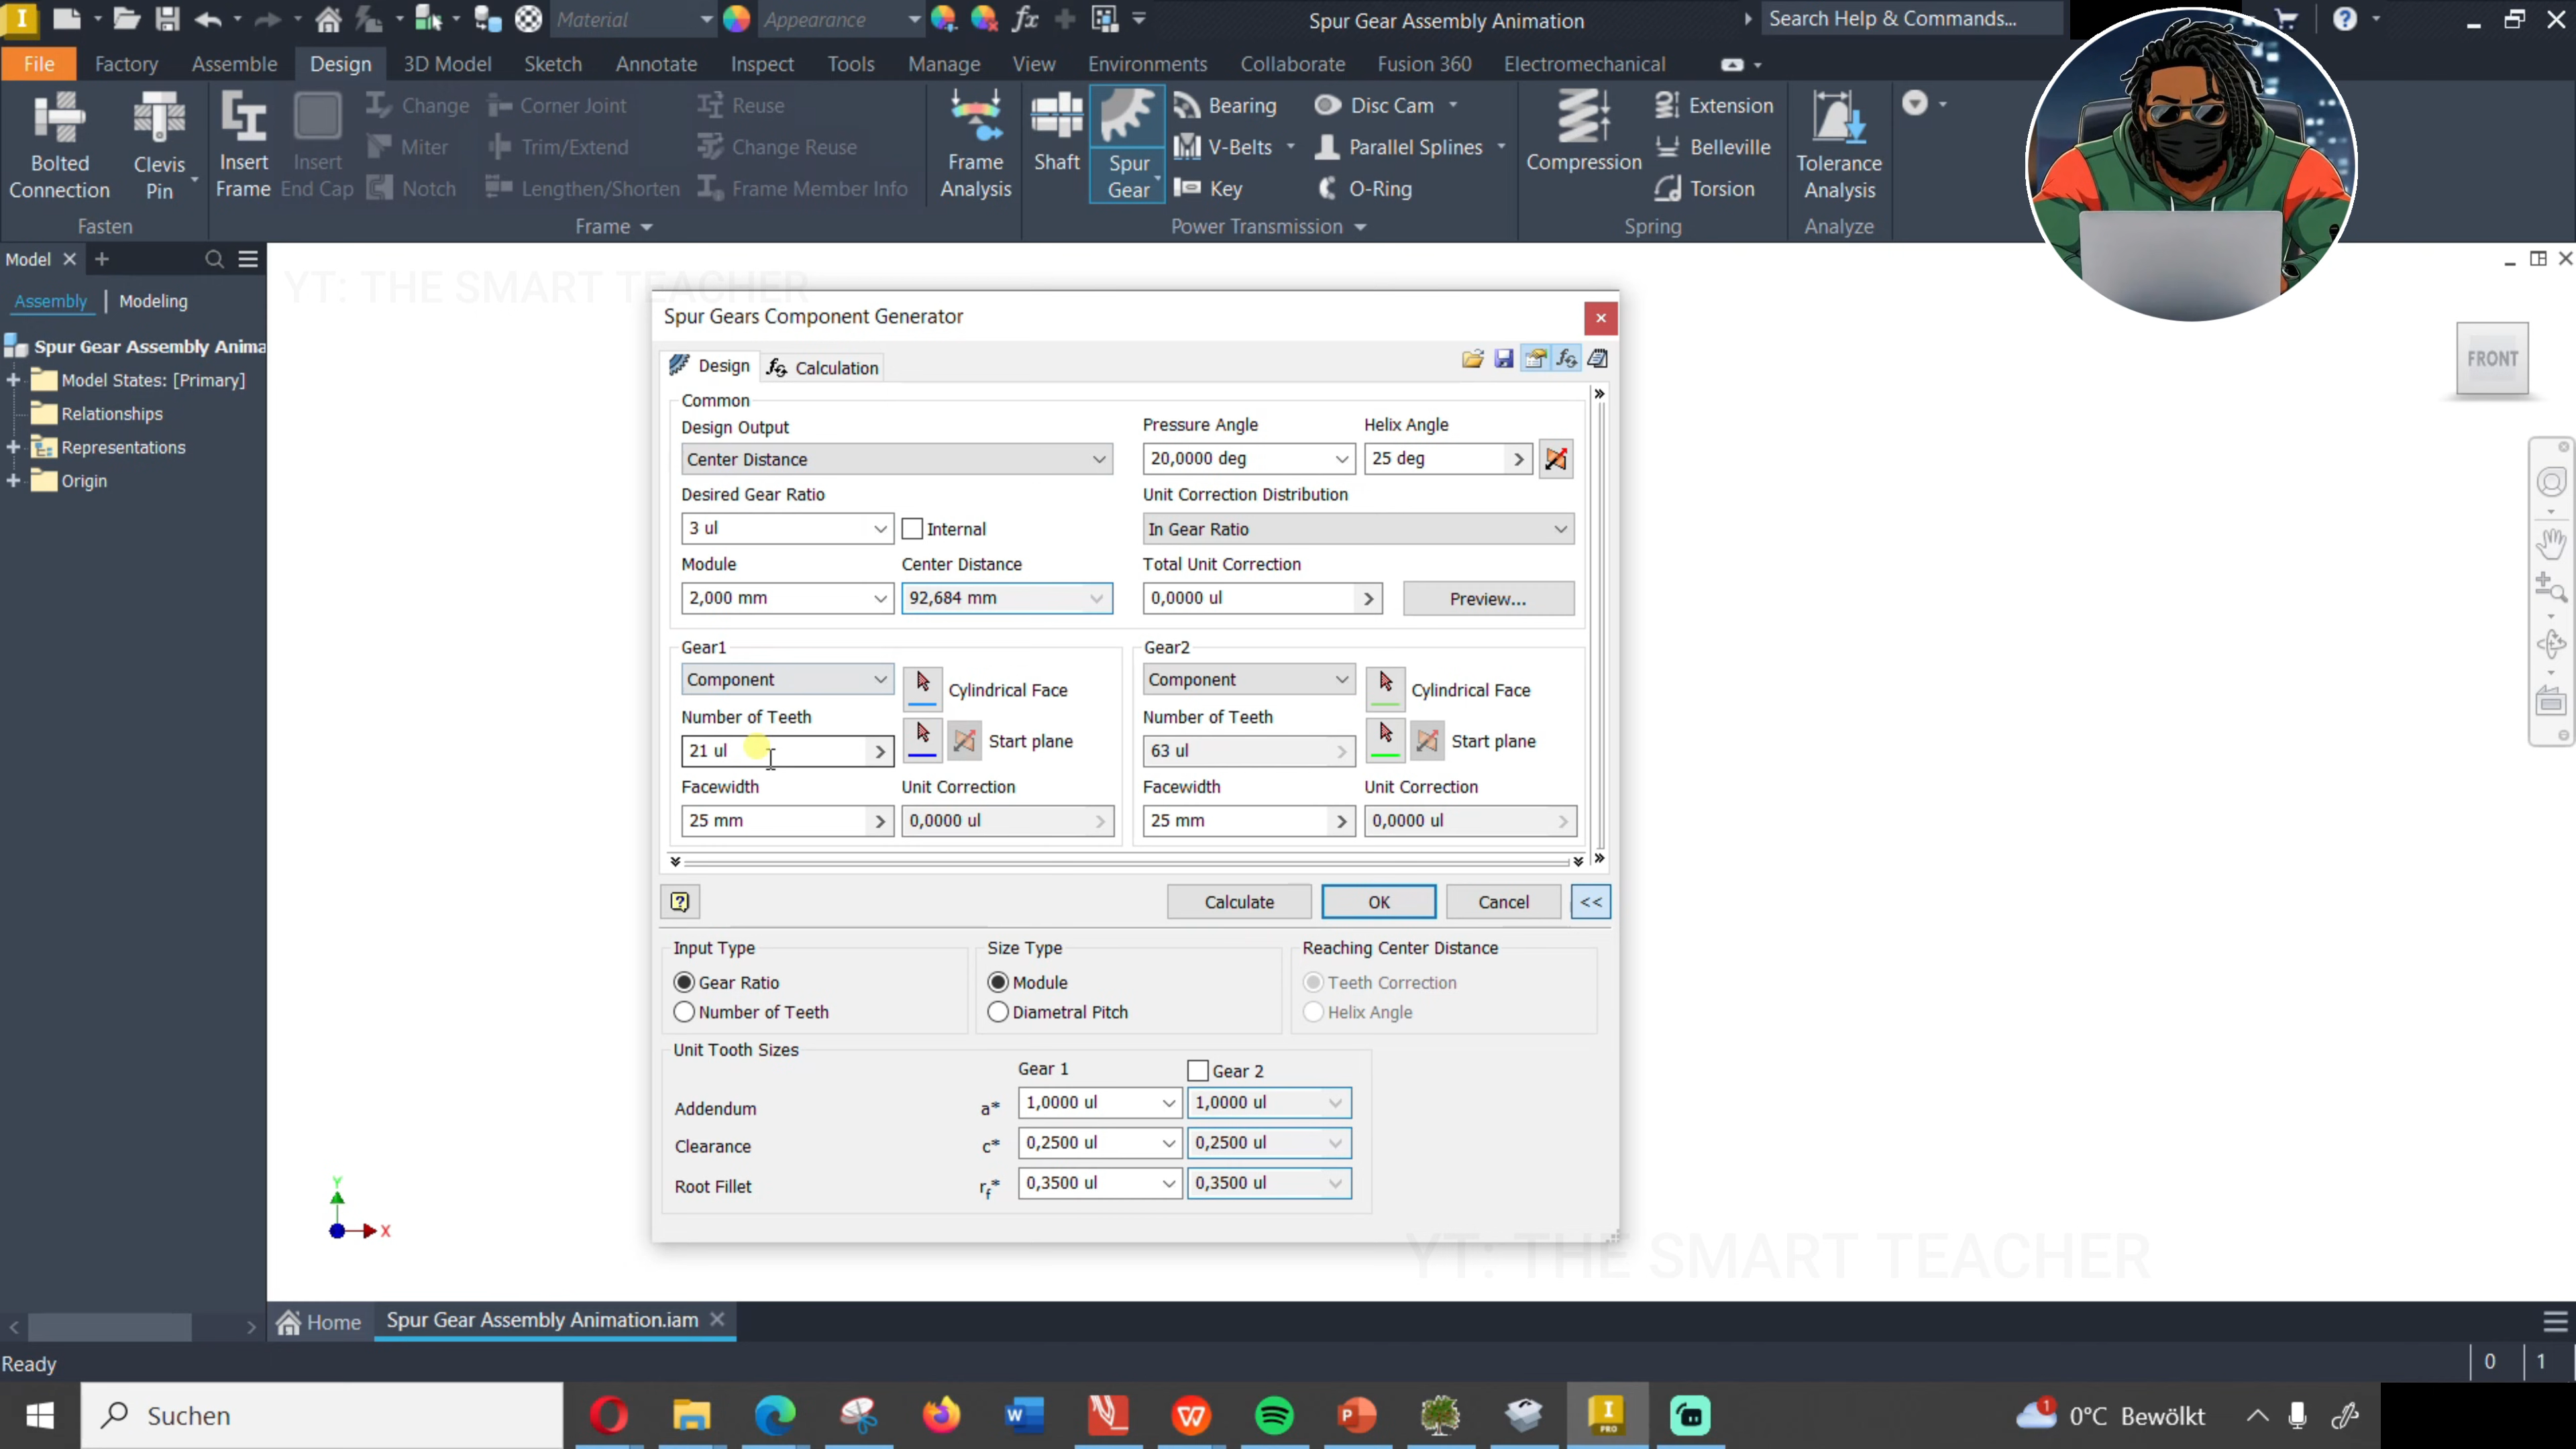 Material
Appearance
fx
Spur Gear Assembly Animation
Search Help & Commands...
File
Factory
Assemble
Design
3D Model
Sketch
Annotate
Inspect
Tools
Manage
View
Environments
Collaborate
Fusion 360
Electromechanical
Bolted Connection
Clevis Pin
Insert Frame
Insert End Cap
Change
Miter
Notch
Corner Joint
Trim/Extend
Lengthen/Shorten
Reuse
Change Reuse
Frame Member Info
Frame Analysis
Shaft
Spur Gear
Bearing
V-Belts
Key
Disc Cam
Parallel Splines
O-Ring
Compression
Extension
Belleville
Torsion
Tolerance Analysis
Fasten
Frame
Power Transmission
Spring
Analyze
Model
Assembly | Modeling
Spur Gear Assembly Anima
Model States: [Primary]
Relationships
Representations
Origin
YT: THE SMART TEACHER
FRONT
Spur Gears Component Generator
Design
Calculation
Common
Design Output
Center Distance
Pressure Angle
20,0000 deg
Helix Angle
25 deg
Desired Gear Ratio
3 ul
Internal
Unit Correction Distribution
In Gear Ratio
Module
2,000 mm
Center Distance
92,684 mm
Total Unit Correction
0,0000 ul
Preview...
Gear1
Component
Cylindrical Face
Number of Teeth
21 ul
Start plane
Facewidth
25 mm
Unit Correction
0,0000 ul
Gear2
Component
Cylindrical Face
Number of Teeth
63 ul
Start plane
Facewidth
25 mm
Unit Correction
0,0000 ul
Calculate
OK
Cancel
<<
Input Type
Gear Ratio
Number of Teeth
Size Type
Module
Diametral Pitch
Reaching Center Distance
Teeth Correction
Helix Angle
Unit Tooth Sizes
Gear 1
Gear 2
Addendum a* 1,0000 ul 1,0000 ul
Clearance c* 0,2500 ul 0,2500 ul
Root Fillet rf* 0,3500 ul 0,3500 ul
Y
X
YT: THE SMART TEACHER
Home
Spur Gear Assembly Animation.iam
Ready
0
1
Suchen
W
P
I
PRO
1
0°C Bewölkt